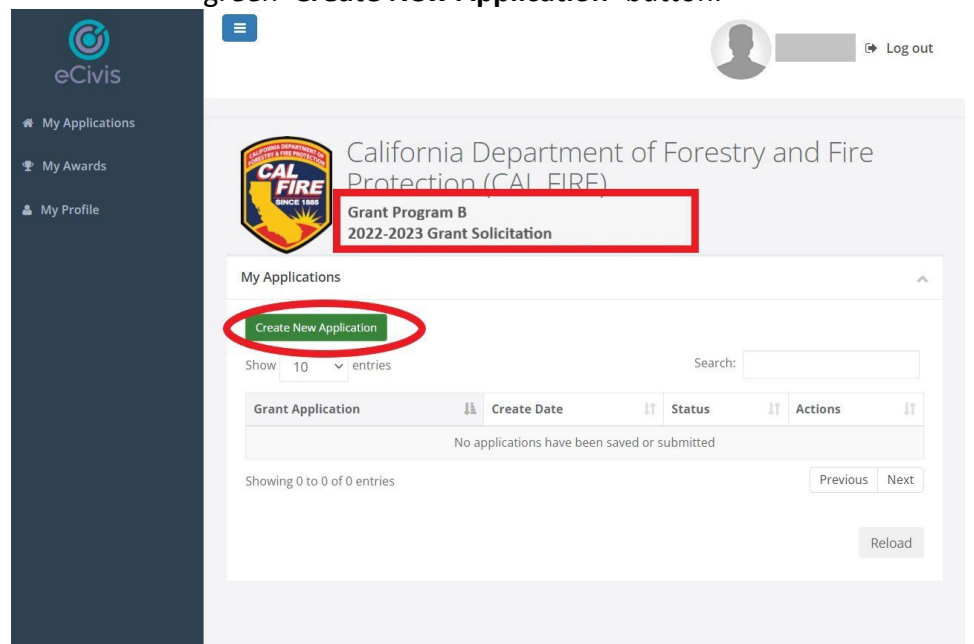 green "Create New Application" button.
eCivis
Log out
My Applications
My Awards
My Profile
CALIFORNIA DEPARTMENT OF
FORESTRY & FIRE PROTECTION
CAL
FIRE
SINCE 1885
California Department of Forestry and Fire
Protection (CAL FIRE)
Grant Program B
2022-2023 Grant Solicitation
My Applications
Create New Application
Show 10 entries
Search:
Grant Application Create Date Status Actions
No applications have been saved or submitted
Showing 0 to 0 of 0 entries
Previous Next
Reload